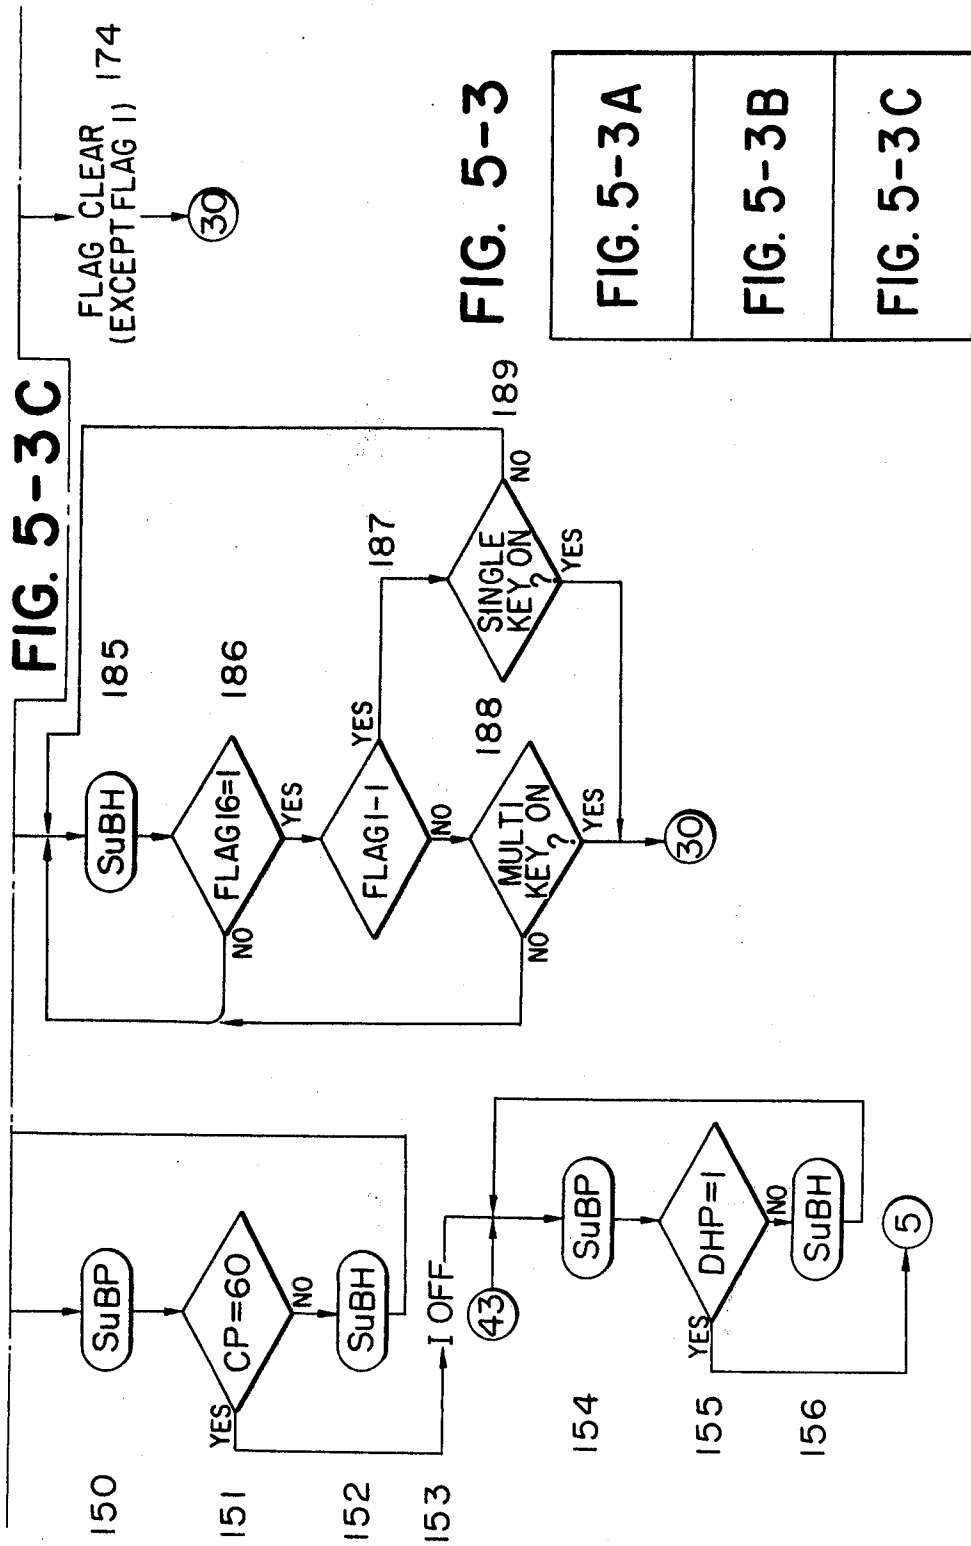 FIG. 5-3C
150
SuBP
151
CP=60
YES
NO
152
SuBH
153
I OFF
43
154
SuBP
155
DHP=1
YES
NO
156
SuBH
5
SuBH
185
FLAG16=1
186
NO
YES
FLAG1-1
YES
187
NO
MULTI
KEY ON
?
188
NO
YES
SINGLE
KEY ON
?
189
NO
YES
30
FLAG CLEAR
(EXCEPT FLAG 1)
174
30
FIG. 5-3
FIG. 5-3A
FIG. 5-3B
FIG. 5-3C